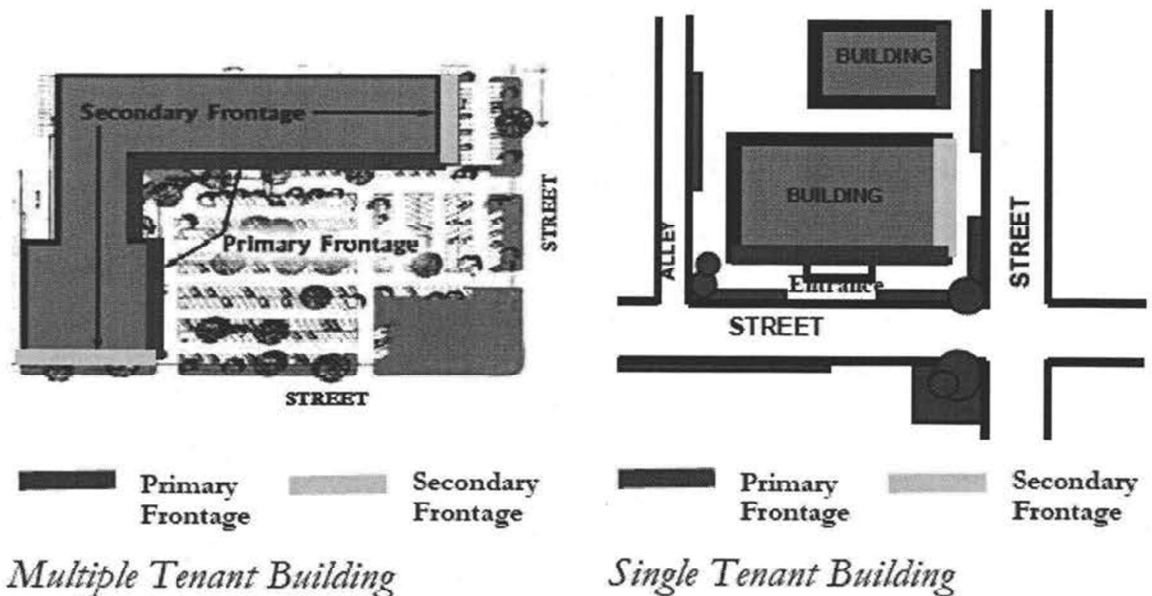 Secondary Frontage
Primary Frontage
STREET
STREET
Primary
Frontage
Secondary
Frontage
Multiple Tenant Building
BUILDING
BUILDING
ALLEY
Entrance
STREET
STREET
Primary
Frontage
Secondary
Frontage
Single Tenant Building